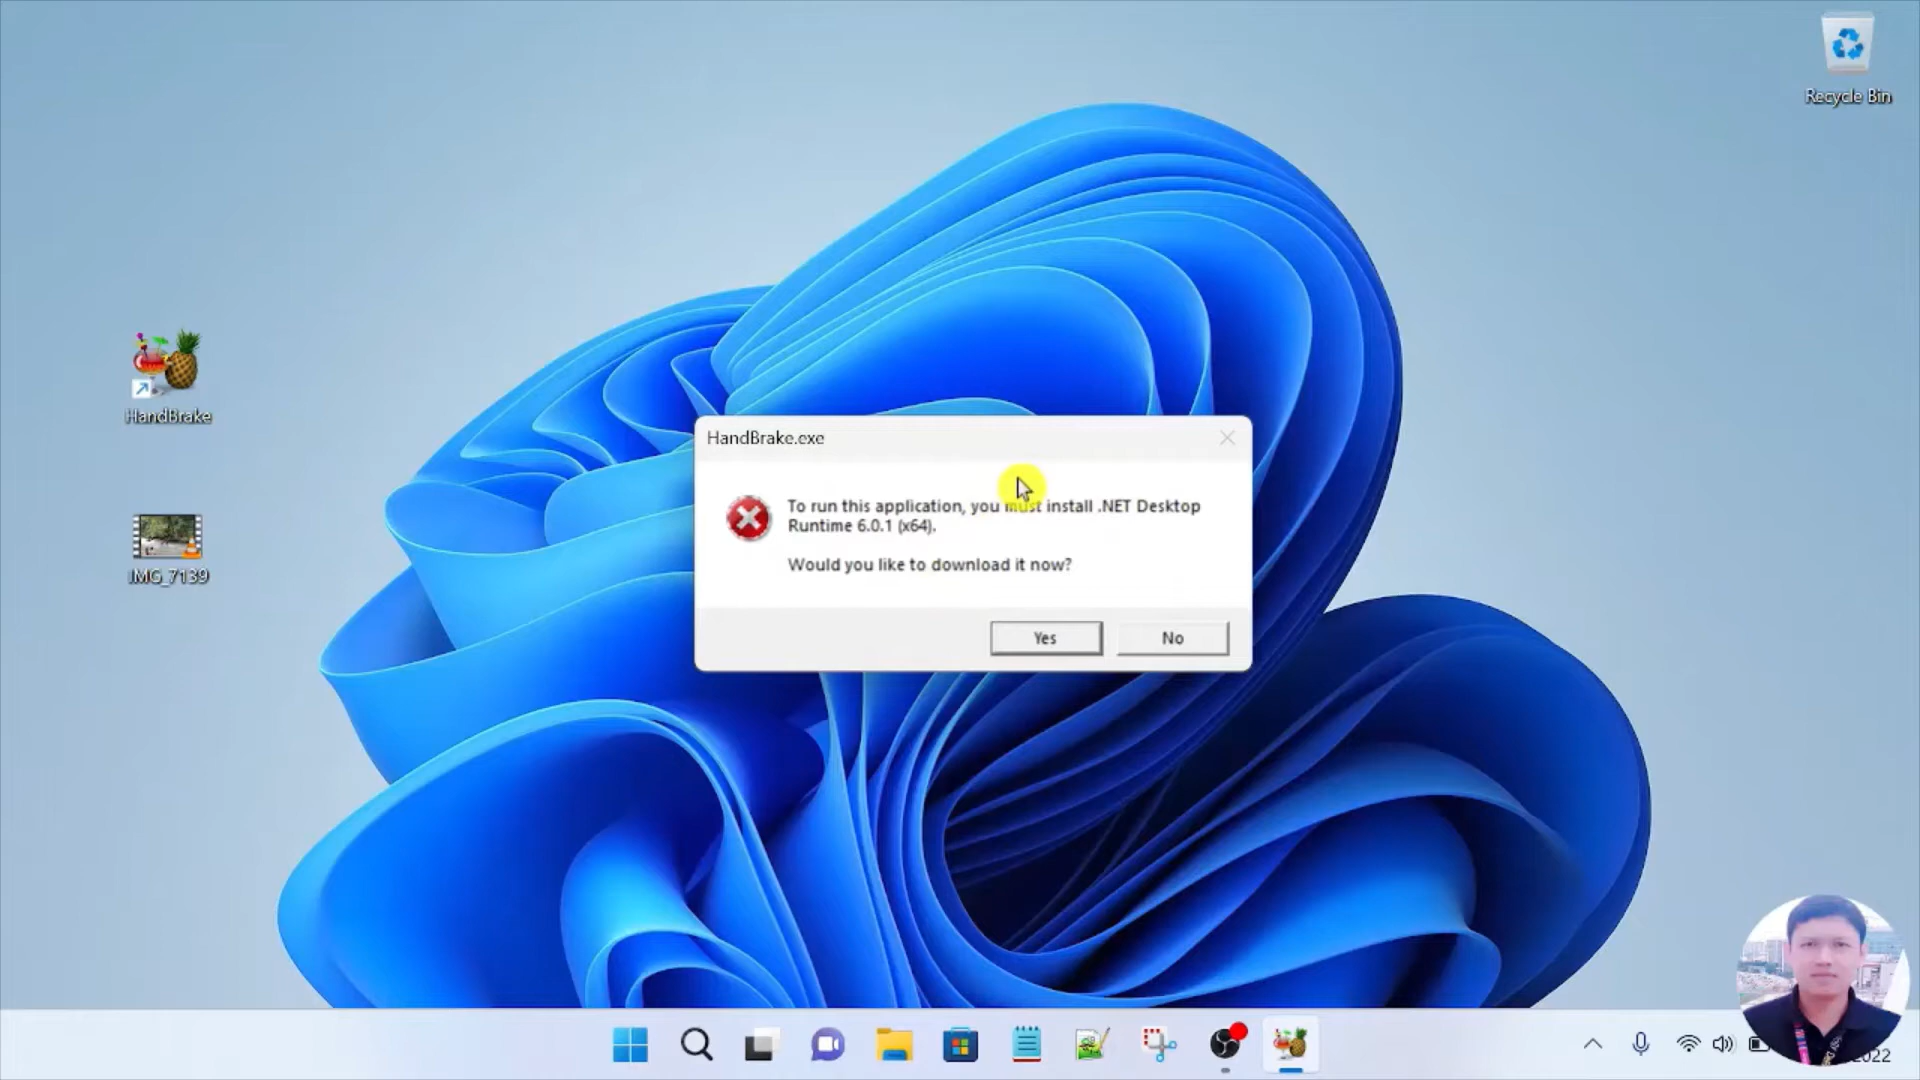 Recycle Bin
HandBrake
IMG_7139
HandBrake.exe
To run this application, you must install .NET Desktop
Runtime 6.0.1 (x64).
Would you like to download it now?
Yes
No
2022